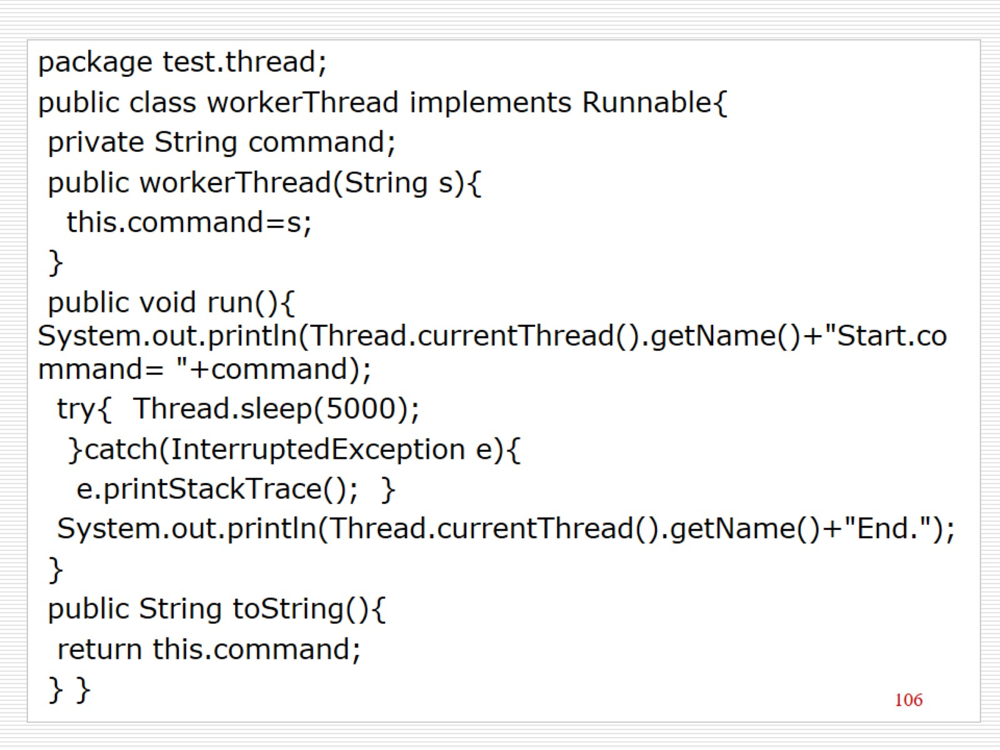 package test.thread;
public class workerThread implements Runnable{
private String command;
public workerThread(String s){
this.command=s;
}
public void run(){
System.out.println(Thread.currentThread().getName()+"Start.co
mmand= "+command);
try{  Thread.sleep(5000);
}catch(InterruptedException e){
e.printStackTrace();  }
System.out.println(Thread.currentThread().getName()+"End.");
}
public String toString(){
return this.command;
} }
106